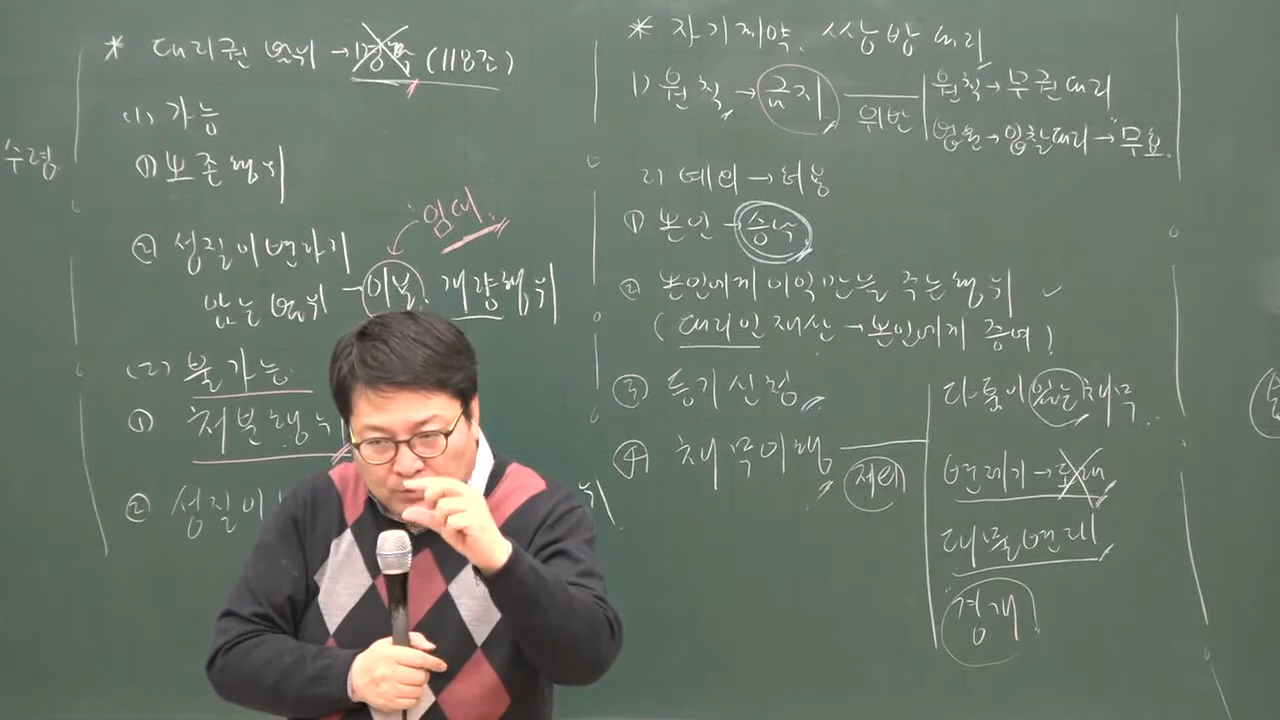 * 대리권 범위 → (118조)
(1) 가능
수령
① 보존행위
임대
② 성질이 변하지
않는 범위 - 이용, 개량행위
(2) 불가능
① 처분행위
② 성질이
* 자기계약, 쌍방대리
1) 원칙 → 금지 위반
원칙 → 무권대리
법원 → 입찰대리 → 무효
2) 예외 → 허용
① 본인 - 승낙
② 본인에게 이익만을 주는 행위
(대리인 재산 → 본인에게 증여)
③ 등기신청
④ 채무이행 제외
다툼이 있는 채무
변제기 → 도래
대물변제
경개